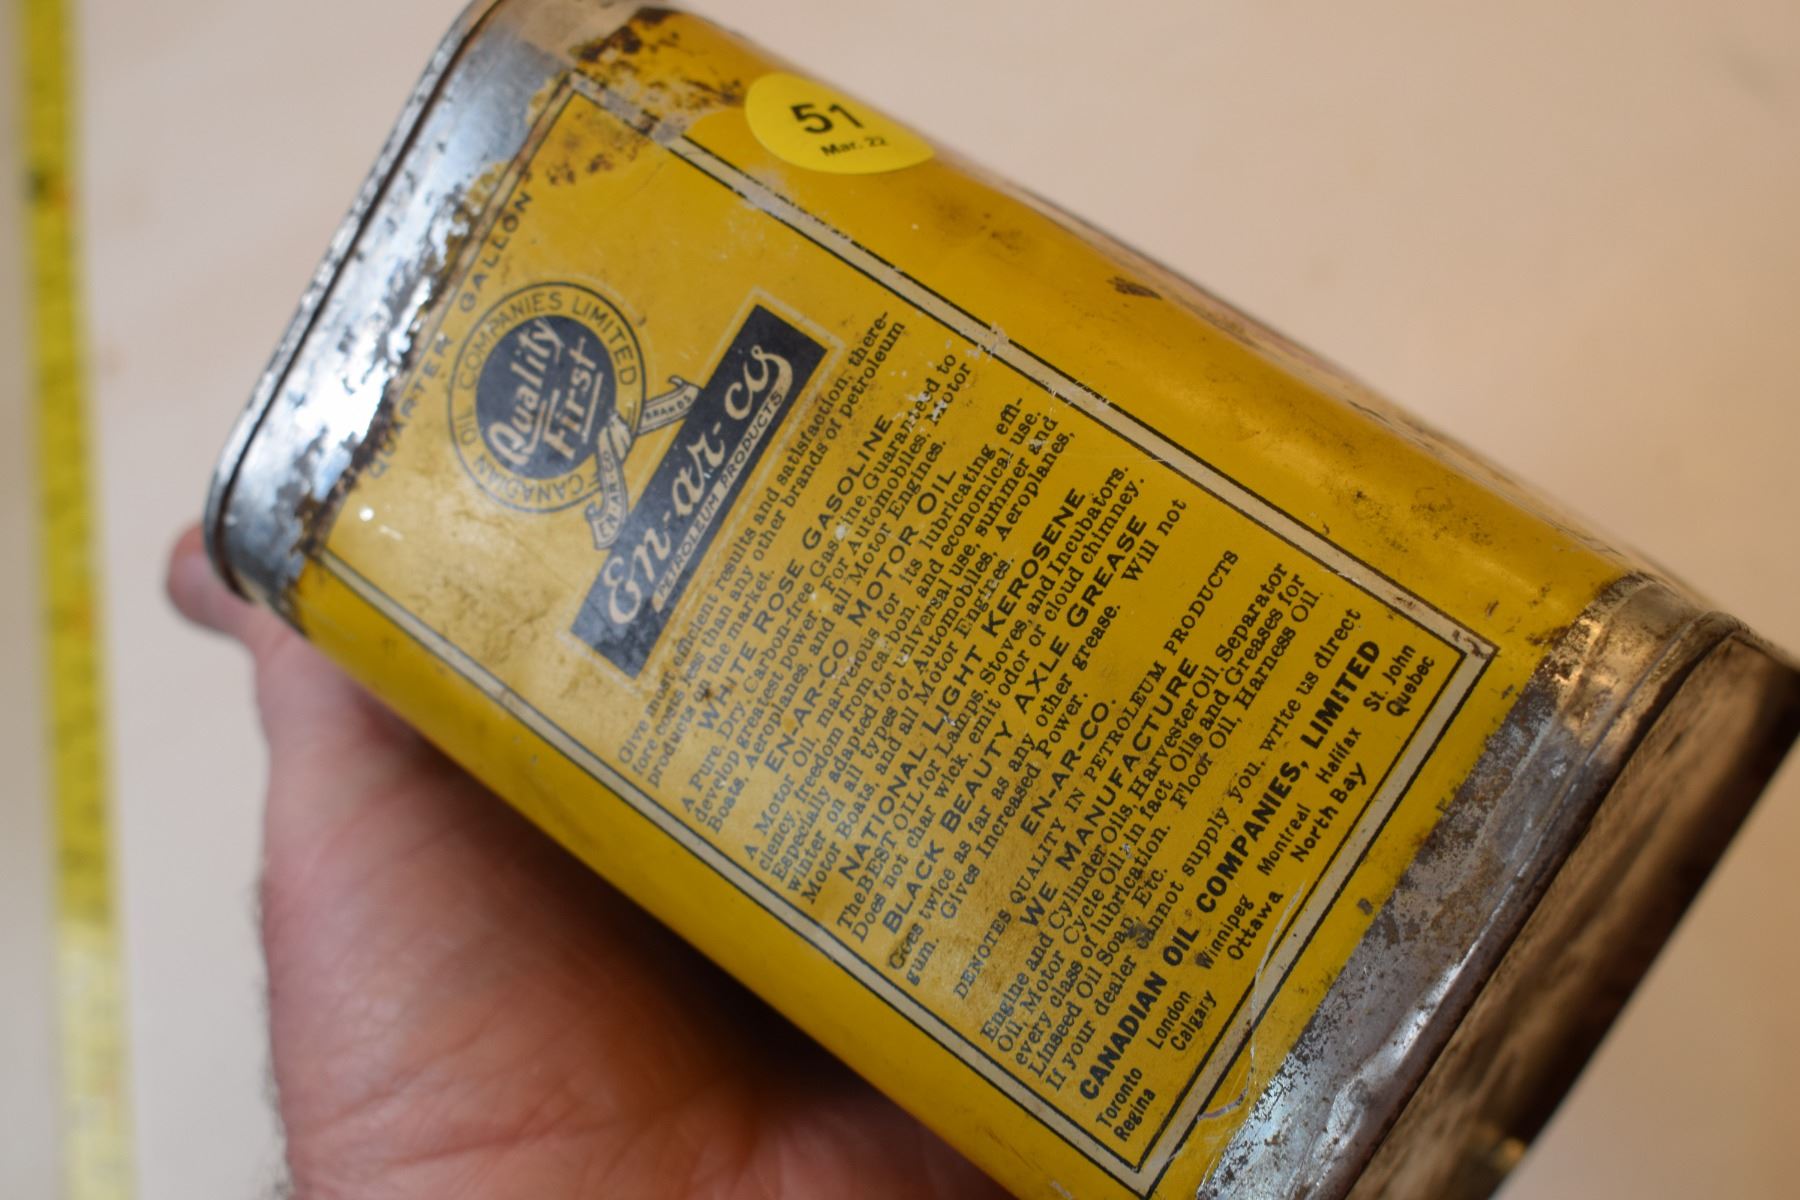 51
Mar. 22
QUARTER GALLON
CANADIAN OIL COMPANIES LIMITED
Quality
First
EN-AR-CO BRANDS
En-ar-co
PETROLEUM PRODUCTS
Give most efficient results and satisfaction, there-
fore costs less than any other brands of petroleum
products on the market.
WHITE ROSE GASOLINE
A Pure, Dry, Carbon-free Gasoline, Guaranteed to
develop greatest power. For Automobiles, Motor
Boats, Aeroplanes, and all Motor Engines.
EN-AR-CO MOTOR OIL
A Motor Oil marvelous for its lubricating effi-
ciency, freedom from carbon, and economical use.
Especially adapted for universal use, summer and
winter on all types of Automobiles, Aeroplanes,
Motor Boats, and all Motor Engines.
NATIONAL LIGHT KEROSENE
The BEST OIL for Lamps, Stoves, and Incubators.
Does not char wick, emit odor or cloud chimney.
BLACK BEAUTY AXLE GREASE
Goes twice as far as any other grease. Will not
gum. Gives Increased Power.
EN-AR-CO.
DENOTES QUALITY IN PETROLEUM PRODUCTS
WE MANUFACTURE
Engine and Cylinder Oils, Harvester Oil, Separator
Oil, Motor Cycle Oil, in fact Oils and Greases for
every class of lubrication. Floor Oil, Harness Oil
Linseed Oil Soap, Etc.
If your dealer cannot supply you, write us direct
CANADIAN OIL COMPANIES, LIMITED
Toronto London Winnipeg Montreal Halifax St. John
Regina Calgary Ottawa North Bay Quebec